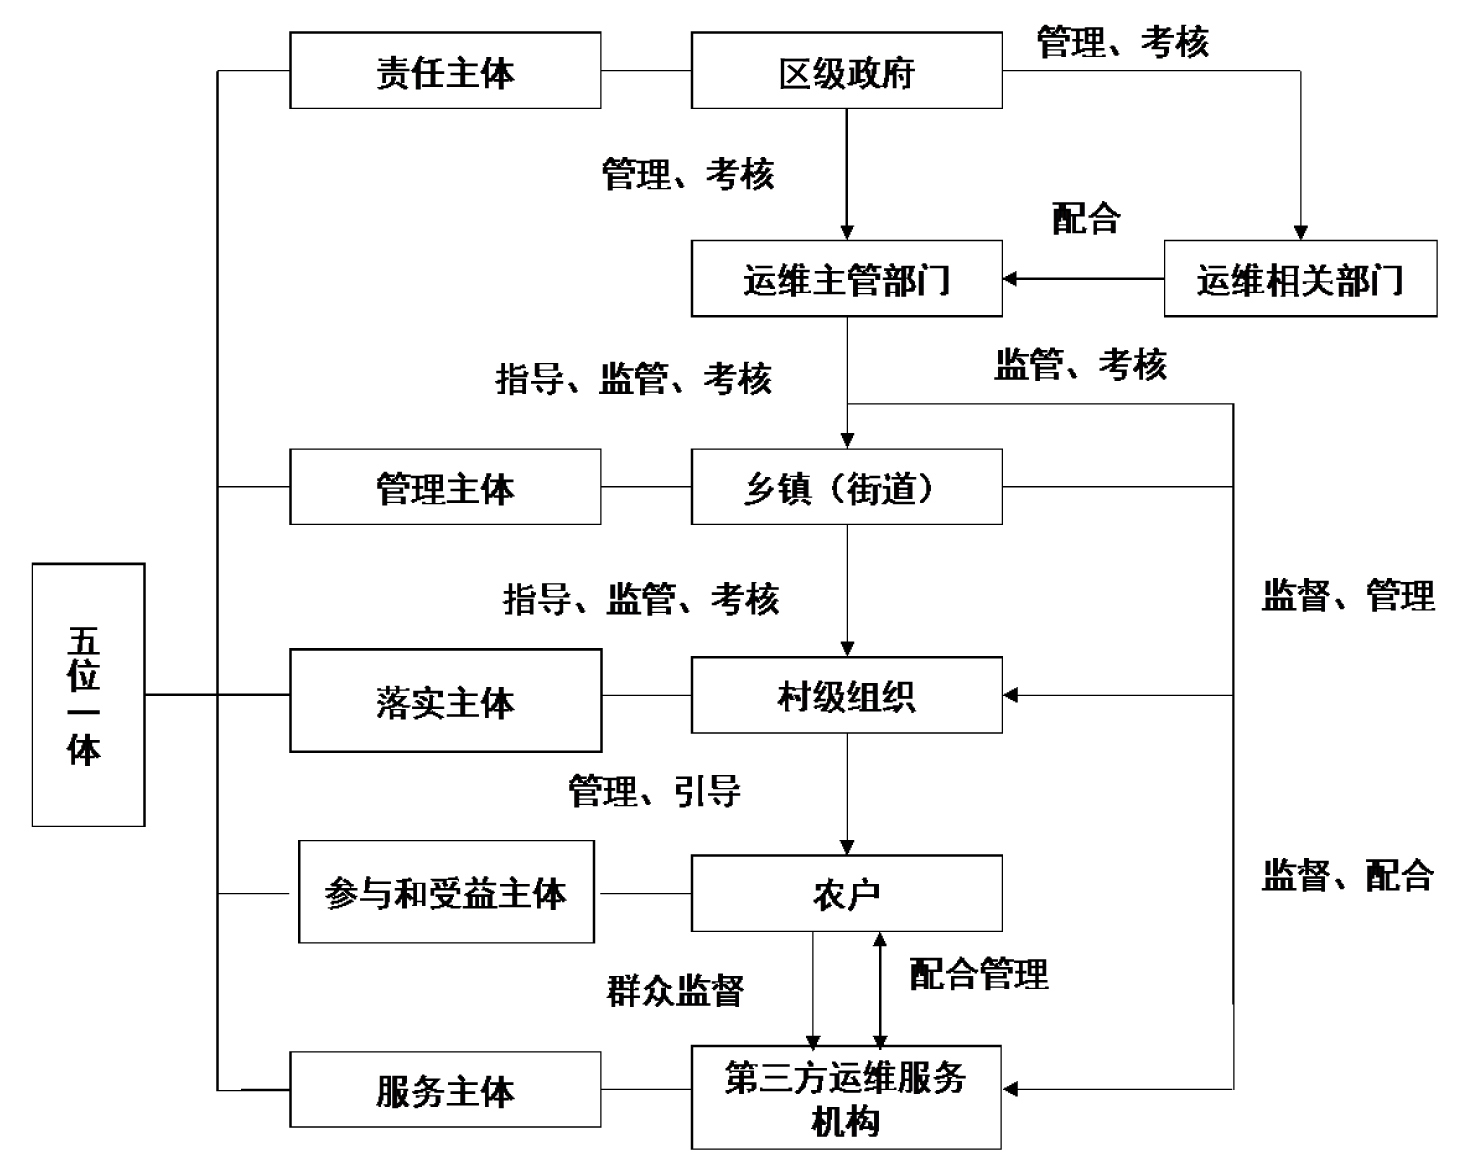 责任主体
区级政府
管理、考核
管理、考核
配合
运维主管部门
运维相关部门
指导、监管、考核
监管、考核
管理主体
乡镇（街道）
指导、监管、考核
监督、管理
五位一体
落实主体
村级组织
管理、引导
监督、配合
参与和受益主体
农户
群众监督
配合管理
服务主体
第三方运维服务
机构